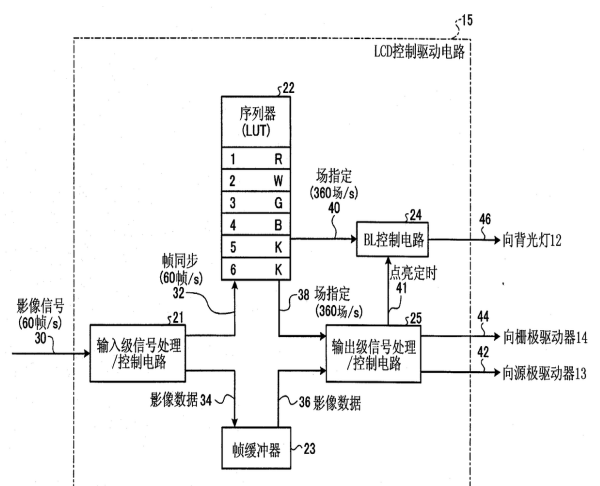 15
LCD控制驱动电路
22
序列器
(LUT)
1 R
2 W
3 G
4 B
5 K
6 K
场指定
(360场/s)
40
24
BL控制电路
46
向背光灯12
帧同步
(60帧/s)
32
点亮定时
41
38
场指定
(360场/s)
影像信号
(60帧/s)
30
21
输入级信号处理
/控制电路
25
输出级信号处理
/控制电路
44
向栅极驱动器14
42
向源极驱动器13
影像数据 34
36 影像数据
帧缓冲器
23